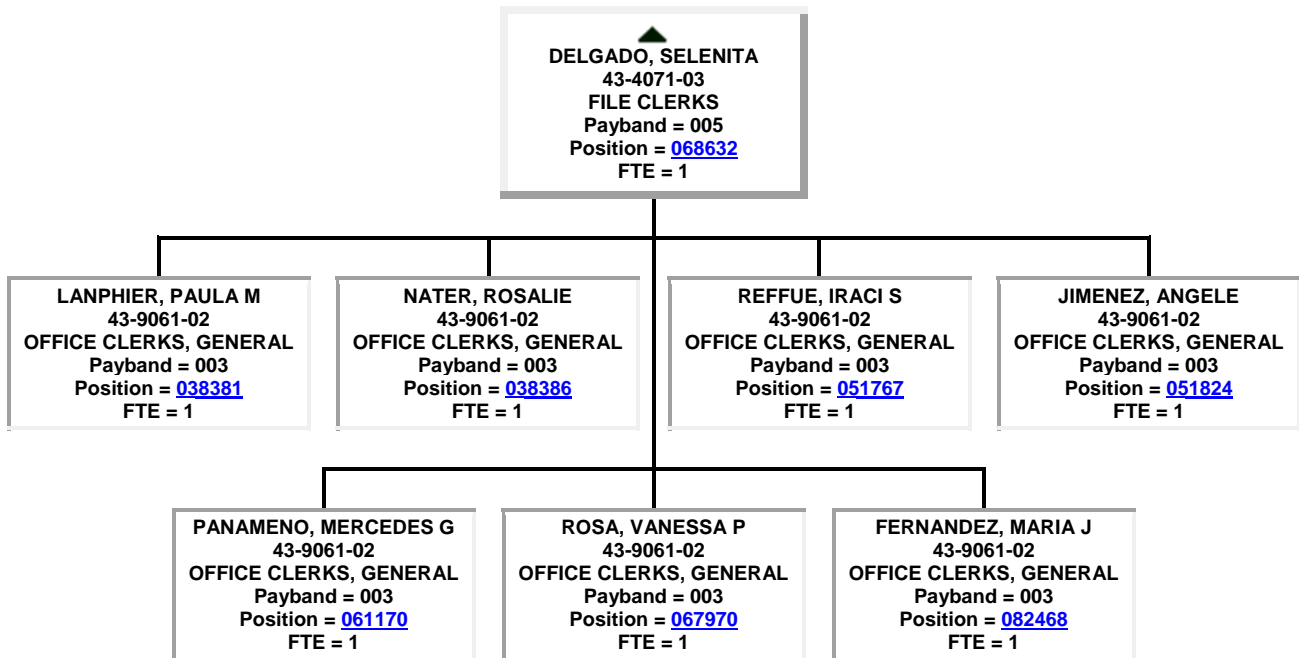 DELGADO, SELENITA
43-4071-03
FILE CLERKS
Payband = 005
Position = 068632
FTE = 1
LANPHIER, PAULA M
43-9061-02
OFFICE CLERKS, GENERAL
Payband = 003
Position = 038381
FTE = 1
NATER, ROSALIE
43-9061-02
OFFICE CLERKS, GENERAL
Payband = 003
Position = 038386
FTE = 1
REFFUE, IRACI S
43-9061-02
OFFICE CLERKS, GENERAL
Payband = 003
Position = 051767
FTE = 1
JIMENEZ, ANGELE
43-9061-02
OFFICE CLERKS, GENERAL
Payband = 003
Position = 051824
FTE = 1
PANAMENO, MERCEDES G
43-9061-02
OFFICE CLERKS, GENERAL
Payband = 003
Position = 061170
FTE = 1
ROSA, VANESSA P
43-9061-02
OFFICE CLERKS, GENERAL
Payband = 003
Position = 067970
FTE = 1
FERNANDEZ, MARIA J
43-9061-02
OFFICE CLERKS, GENERAL
Payband = 003
Position = 082468
FTE = 1